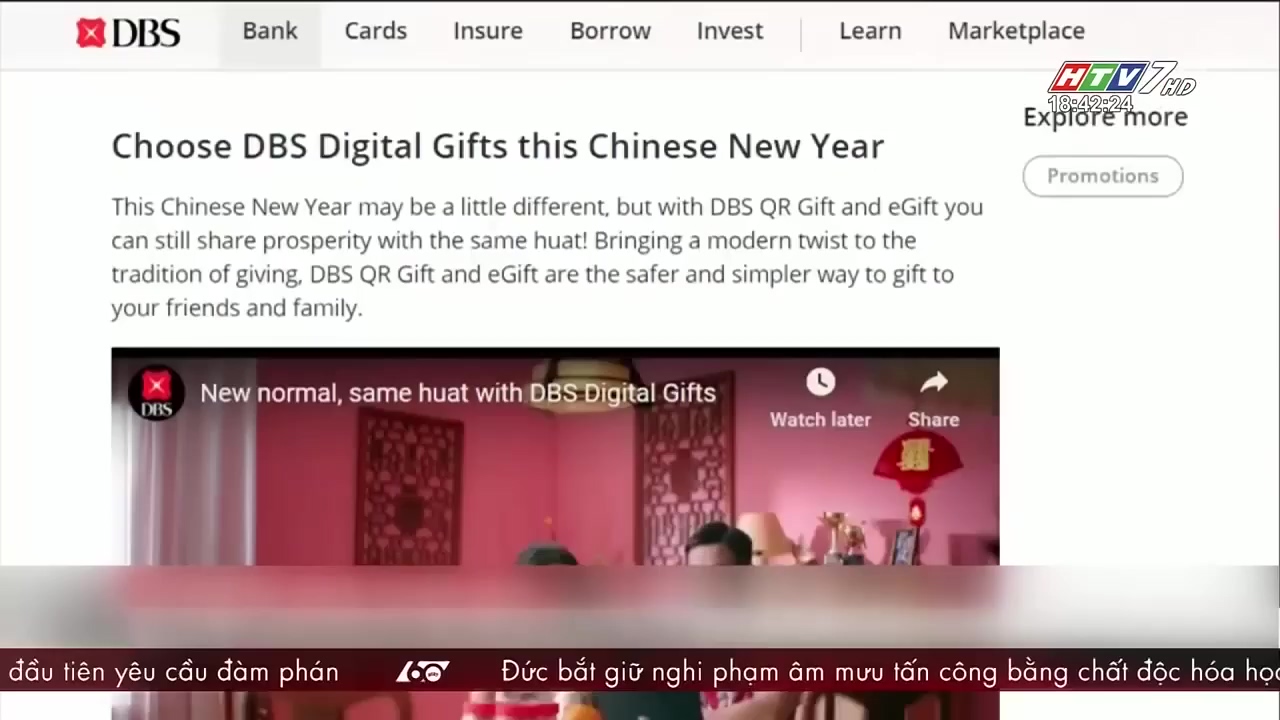 DBS Bank Cards Insure Borrow Invest Learn Marketplace
HTV7 HD
18:42:24
Explore more
Promotions
Choose DBS Digital Gifts this Chinese New Year
This Chinese New Year may be a little different, but with DBS QR Gift and eGift you
can still share prosperity with the same huat! Bringing a modern twist to the
tradition of giving, DBS QR Gift and eGift are the safer and simpler way to gift to
your friends and family.
DBS
New normal, same huat with DBS Digital Gifts
Watch later Share
đầu tiên yêu cầu đàm phán 60 giây Đức bắt giữ nghi phạm âm mưu tấn công bằng chất độc hóa học